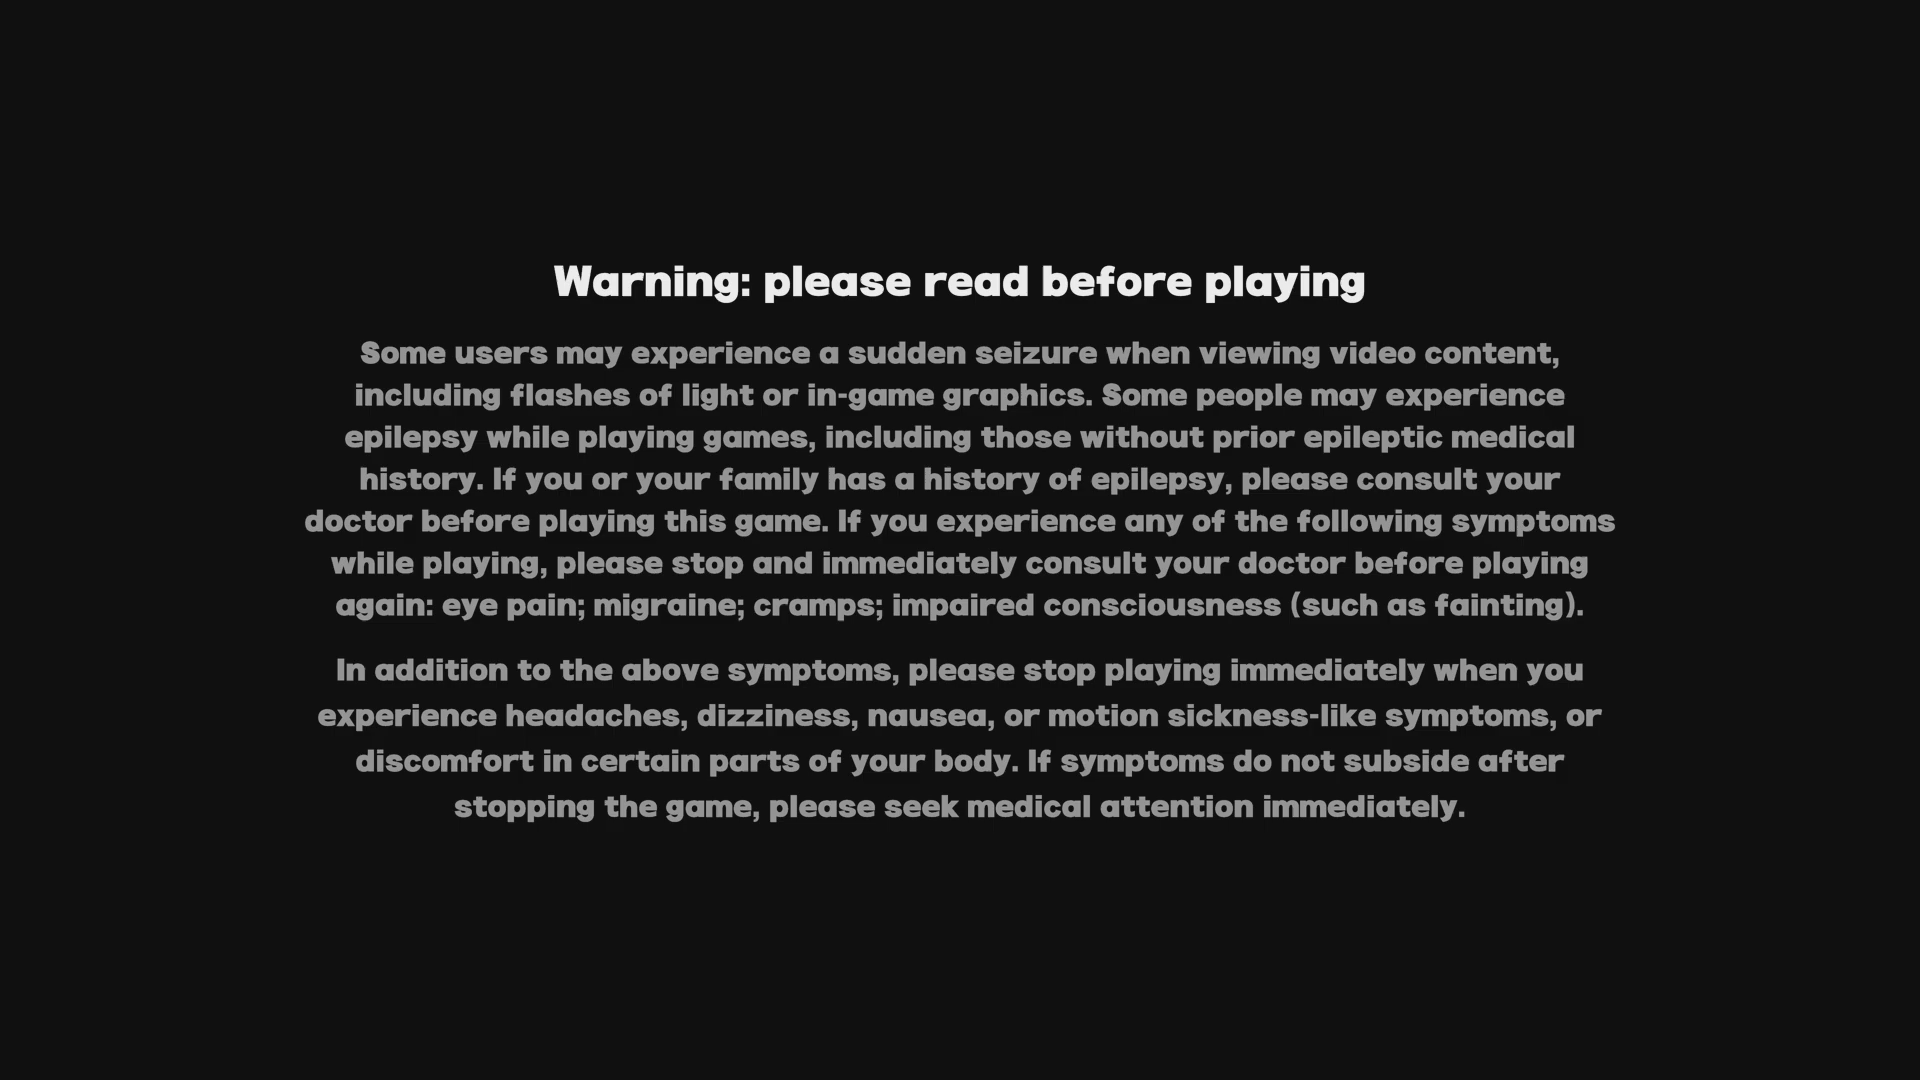 Warning: please read before playing
Some users may experience a sudden seizure when viewing video content,
including flashes of light or in-game graphics. Some people may experience
epilepsy while playing games, including those without prior epileptic medical
history. If you or your family has a history of epilepsy, please consult your
doctor before playing this game. If you experience any of the following symptoms
while playing, please stop and immediately consult your doctor before playing
again: eye pain; migraine; cramps; impaired consciousness (such as fainting).
In addition to the above symptoms, please stop playing immediately when you
experience headaches, dizziness, nausea, or motion sickness-like symptoms, or
discomfort in certain parts of your body. If symptoms do not subside after
stopping the game, please seek medical attention immediately.